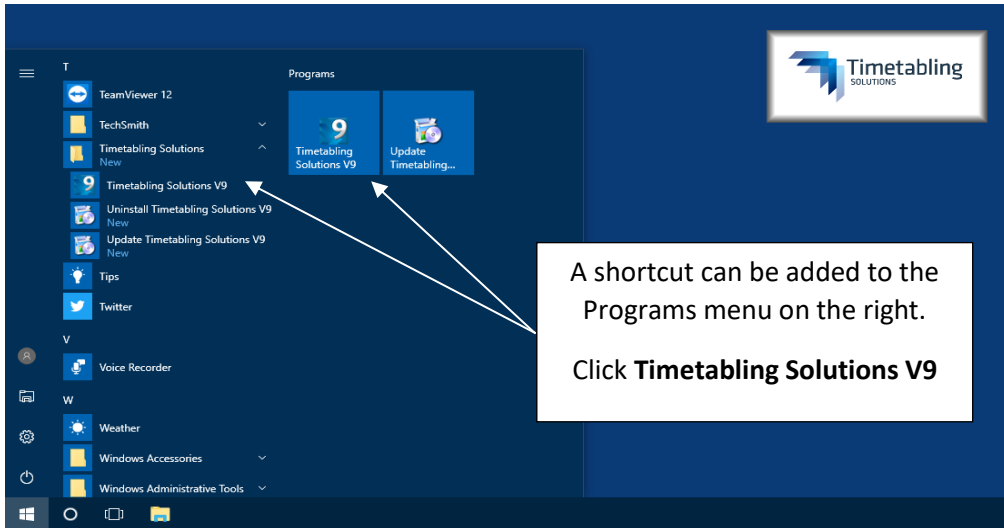 Timetabling
SOLUTIONS
T
TeamViewer 12
TechSmith
Timetabling Solutions
New
9
Timetabling Solutions V9
Uninstall Timetabling Solutions V9
New
Update Timetabling Solutions V9
New
Tips
Twitter
V
Voice Recorder
W
Weather
Windows Accessories
Windows Administrative Tools
Programs
9
Timetabling
Solutions V9
Update
Timetabling...
A shortcut can be added to the
Programs menu on the right.
Click Timetabling Solutions V9